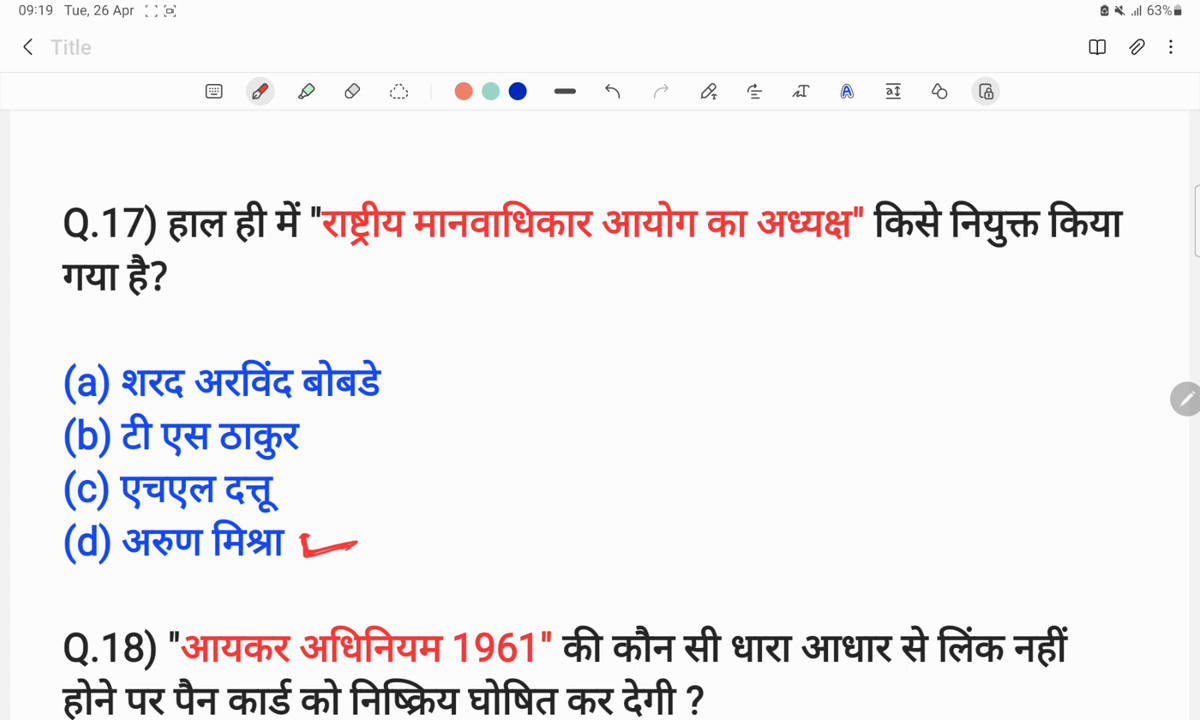 09:19 Tue, 26 Apr 63%
Title
Q.17) हाल ही में "राष्ट्रीय मानवाधिकार आयोग का अध्यक्ष" किसे नियुक्त किया
गया है?
(a) शरद अरविंद बोबडे
(b) टी एस ठाकुर
(c) एचएल दत्तू
(d) अरुण मिश्रा
Q.18) "आयकर अधिनियम 1961" की कौन सी धारा आधार से लिंक नहीं
होने पर पैन कार्ड को निष्क्रिय घोषित कर देगी ?